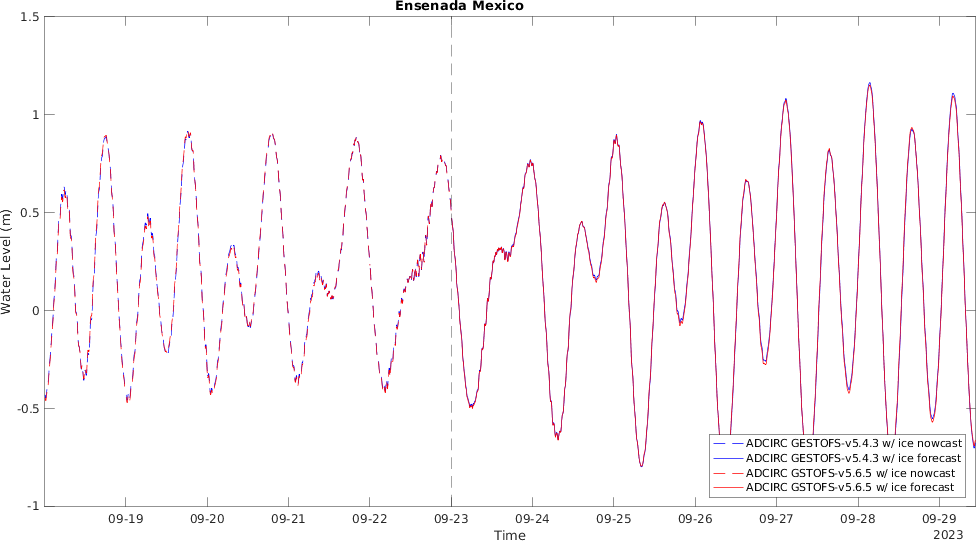 Ensenada Mexico
1.5
1
0.5
0
-0.5
-1
Water Level (m)
ADCIRC GESTOFS-v5.4.3 w/ ice nowcast
ADCIRC GESTOFS-v5.4.3 w/ ice forecast
ADCIRC GSTOFS-v5.6.5 w/ ice nowcast
ADCIRC GSTOFS-v5.6.5 w/ ice forecast
09-19 09-20 09-21 09-22 09-23 09-24 09-25 09-26 09-27 09-28 09-29
Time
2023